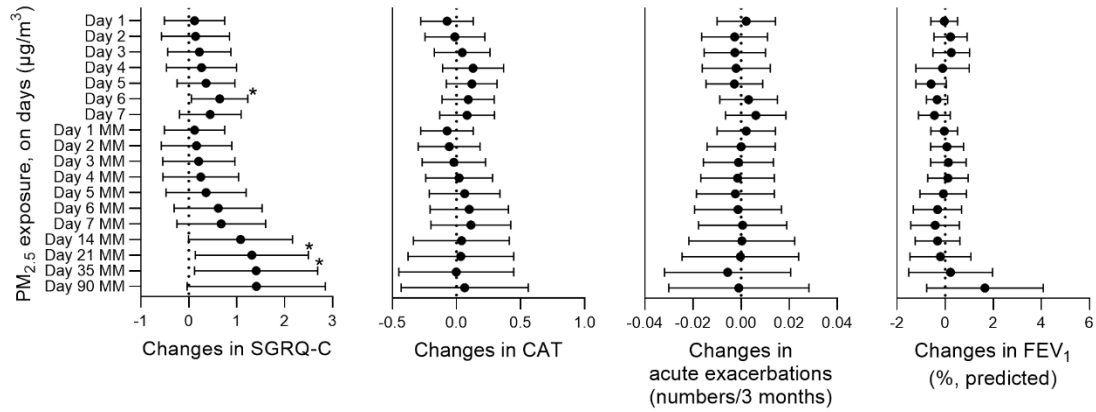 PM2.5 exposure, on days (μg/m³)
Day 1
Day 2
Day 3
Day 4
Day 5
Day 6
Day 7
Day 1 MM
Day 2 MM
Day 3 MM
Day 4 MM
Day 5 MM
Day 6 MM
Day 7 MM
Day 14 MM
Day 21 MM
Day 35 MM
Day 90 MM
*
*
*
-1 0 1 2 3
Changes in SGRQ-C
-0.5 0.0 0.5 1.0
Changes in CAT
-0.04 -0.02 0.00 0.02 0.04
Changes in
acute exacerbations
(numbers/3 months)
-2 0 2 4 6
Changes in FEV1
(%, predicted)